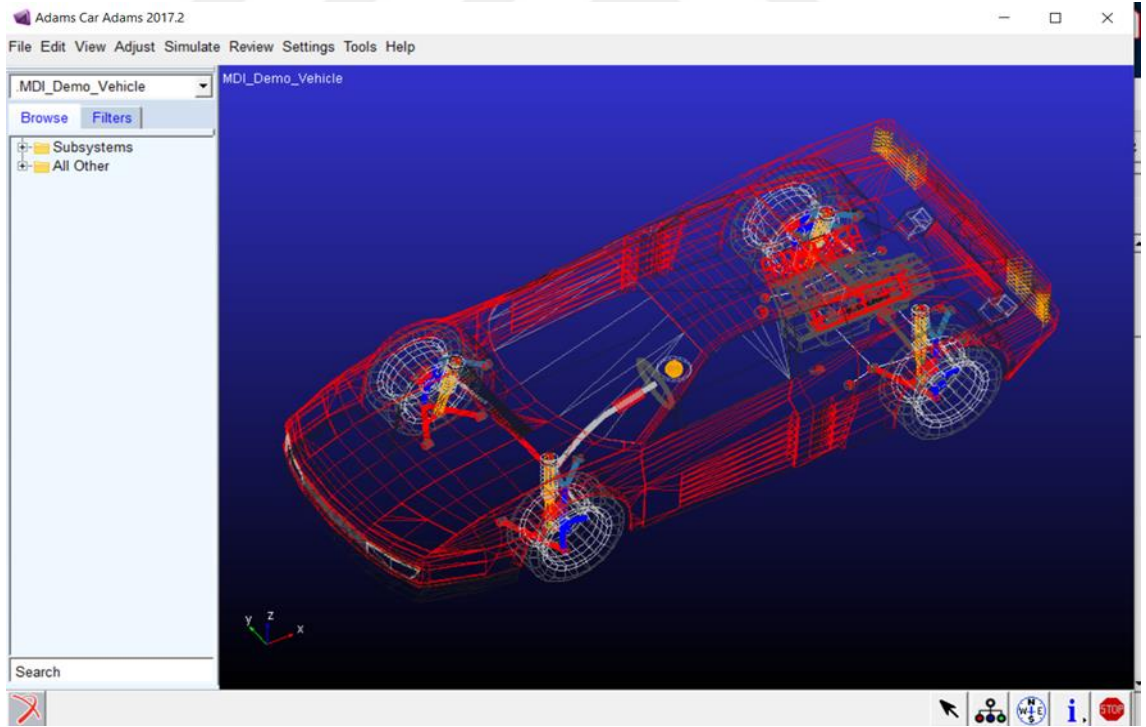 Adams Car Adams 2017.2
File Edit View Adjust Simulate Review Settings Tools Help
.MDI_Demo_Vehicle
MDI_Demo_Vehicle
Browse Filters
Subsystems
All Other
y z x
Search
N
W E
S
i
STOP